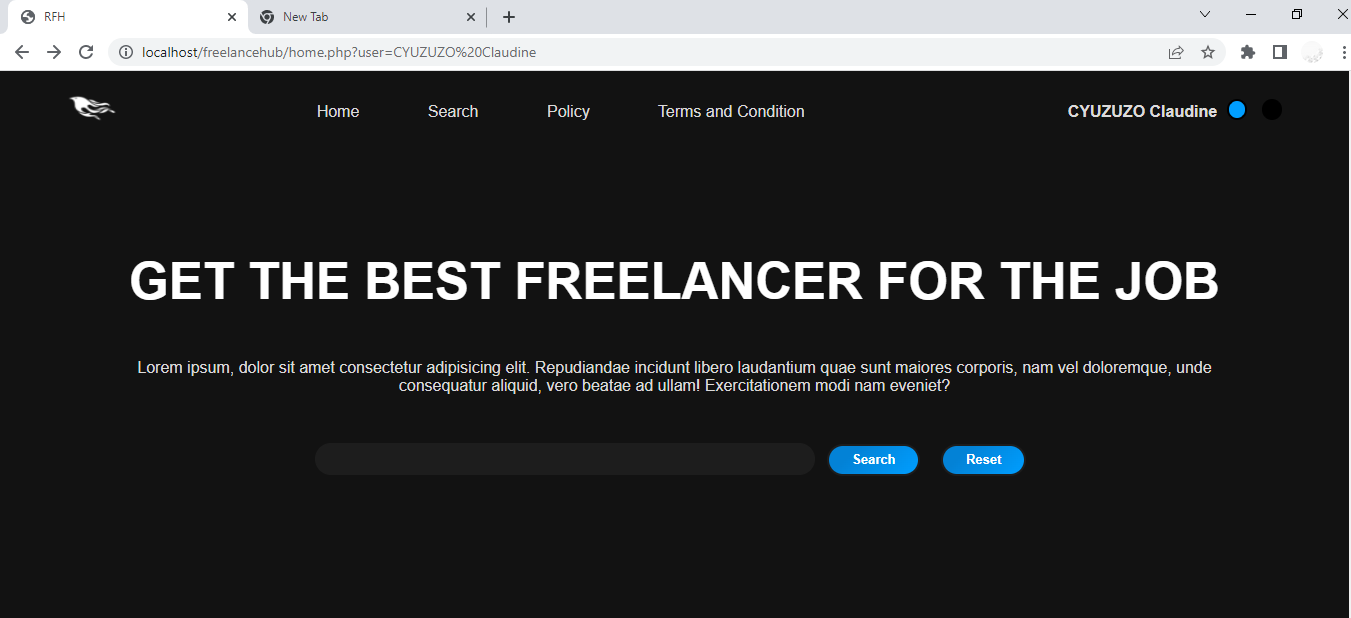 RFH
New Tab
localhost/freelancehub/home.php?user=CYUZUZO%20Claudine
Home
Search
Policy
Terms and Condition
CYUZUZO Claudine
GET THE BEST FREELANCER FOR THE JOB
Lorem ipsum, dolor sit amet consectetur adipisicing elit. Repudiandae incidunt libero laudantium quae sunt maiores corporis, nam vel doloremque, unde
consequatur aliquid, vero beatae ad ullam! Exercitationem modi nam eveniet?
Search
Reset